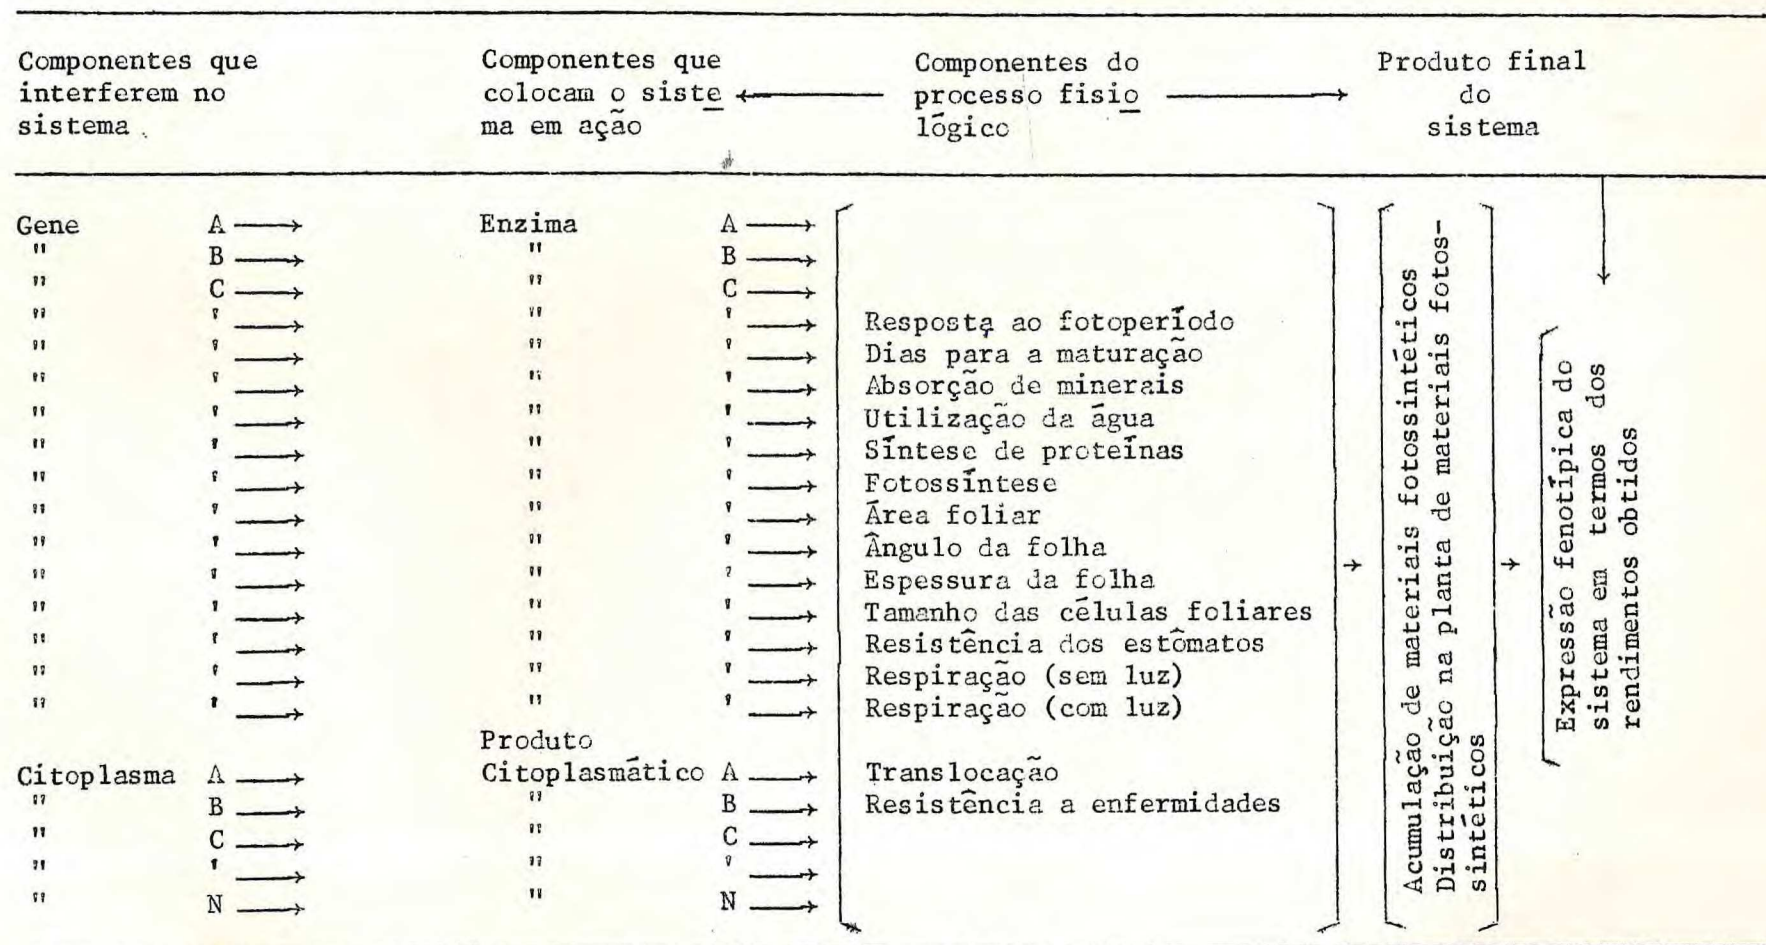 Componentes que Componentes que Componentes do Produto final
interferem no colocam o siste ← processo fisio → do
sistema ma em ação lógico sistema
Gene A → Enzima A →
" B → " B →
" C → " C →
" ' → " ' → Resposta ao fotoperíodo
" ' → " ' → Dias para a maturação
" ' → " ' → Absorção de minerais
" ' → " ' → Utilização da água
" ' → " ' → Síntese de proteínas
" ' → " ' → Fotossíntese
" ' → " ' → Área foliar
" ' → " ' → Ângulo da folha
" ' → " ' → Espessura da folha
" ' → " ' → Tamanho das células foliares
" ' → " ' → Resistência dos estômatos
" ' → " ' → Respiração (sem luz)
" ' → " ' → Respiração (com luz)
Produto
Citoplasma A → Citoplasmático A → Translocação
" B → " B → Resistência a enfermidades
" C → " C →
" ' → " ' →
" N → " N →
Acumulação de materiais fotossintéticos
Distribuição na planta de materiais fotos-
sintéticos
Expressão fenotípica do
sistema em termos dos
rendimentos obtidos